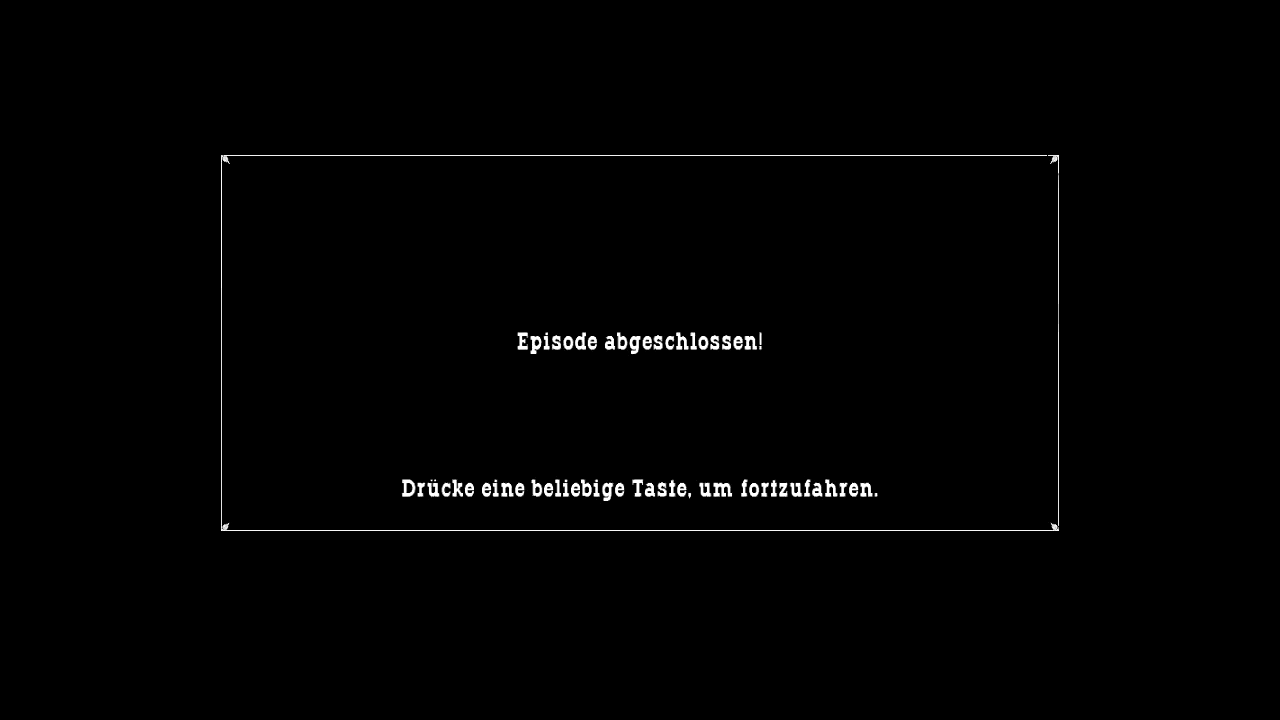 Episode abgeschlossen!
Drücke eine beliebige Taste, um fortzufahren.